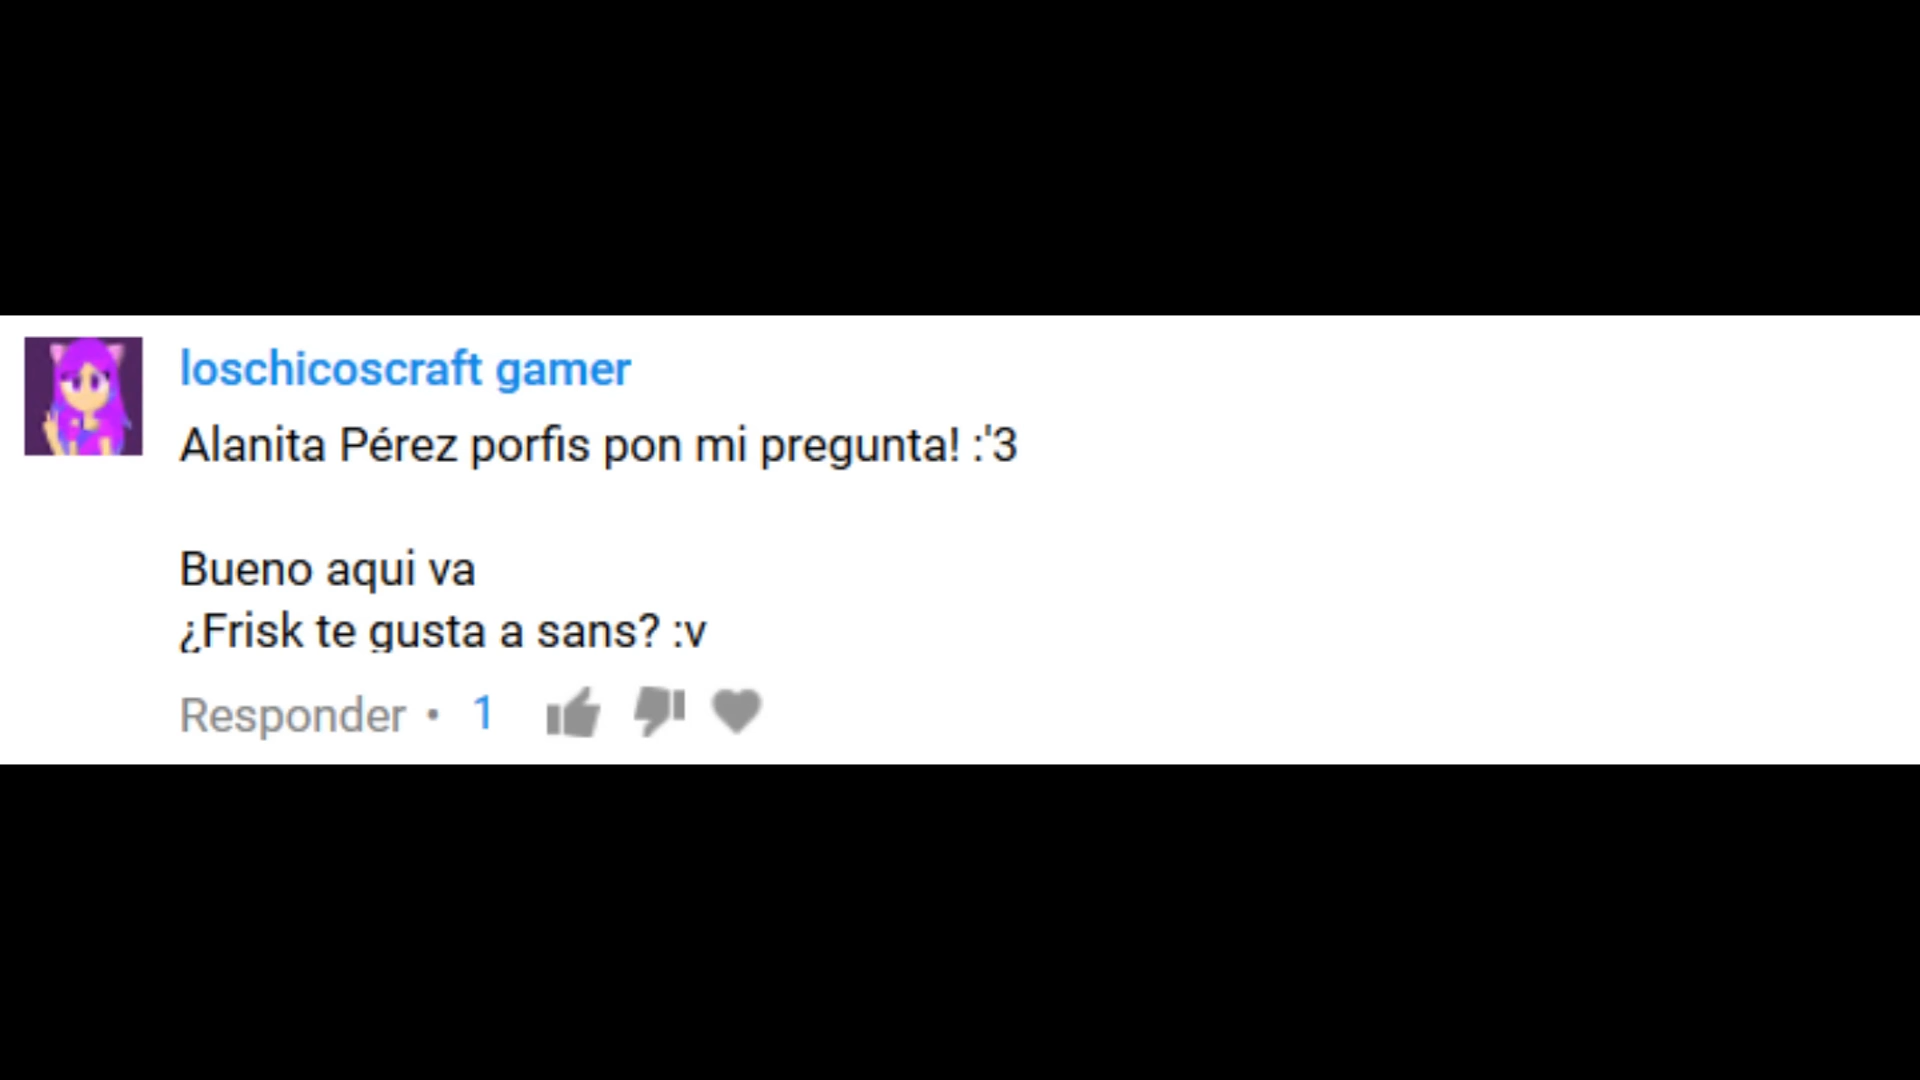 loschicoscraft gamer
Alanita Pérez porfis pon mi pregunta! :'3
Bueno aqui va
¿Frisk te gusta a sans? :v
Responder • 1